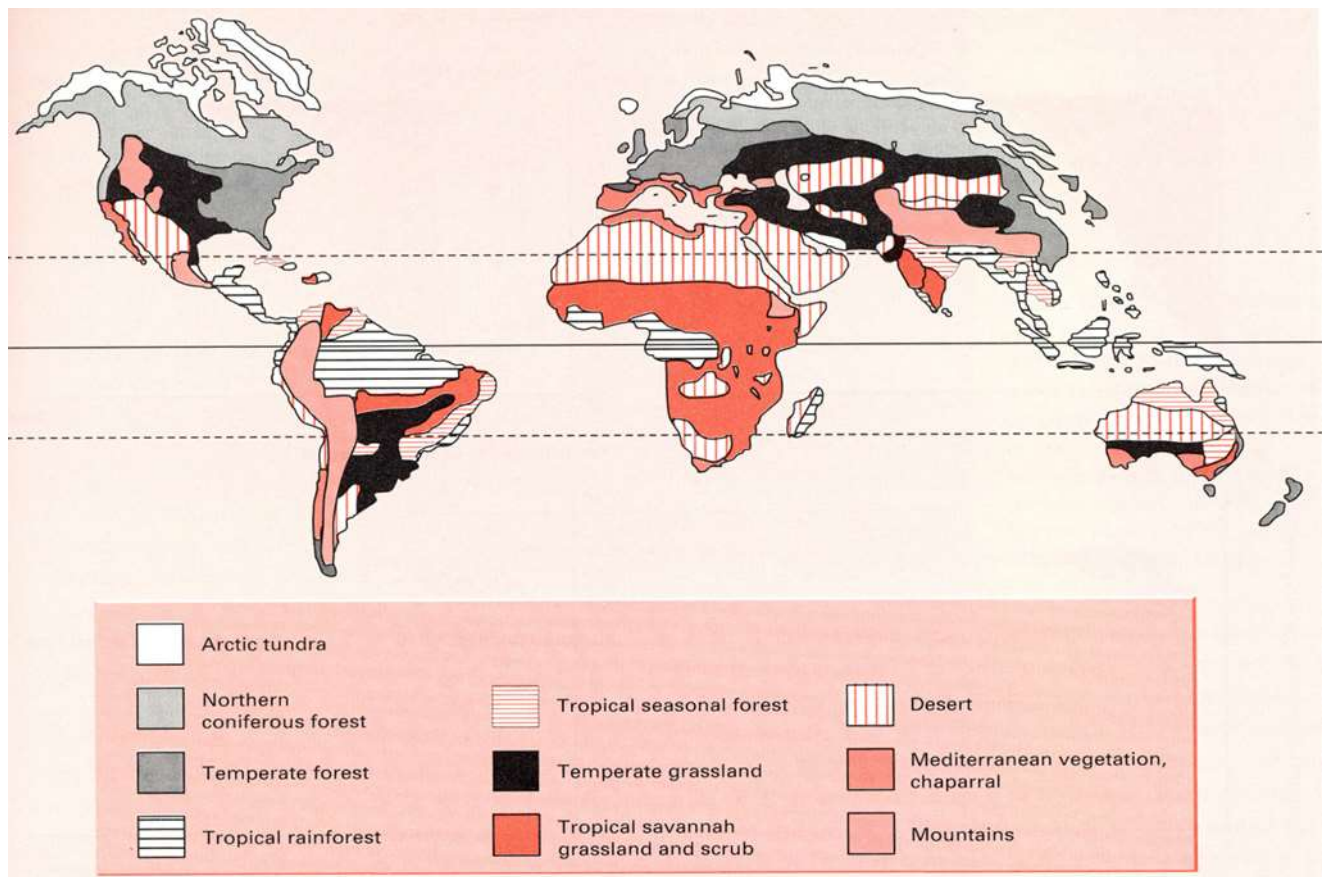 Arctic tundra
Northern
coniferous forest
Temperate forest
Tropical rainforest
Tropical seasonal forest
Temperate grassland
Tropical savannah
grassland and scrub
Desert
Mediterranean vegetation,
chaparral
Mountains